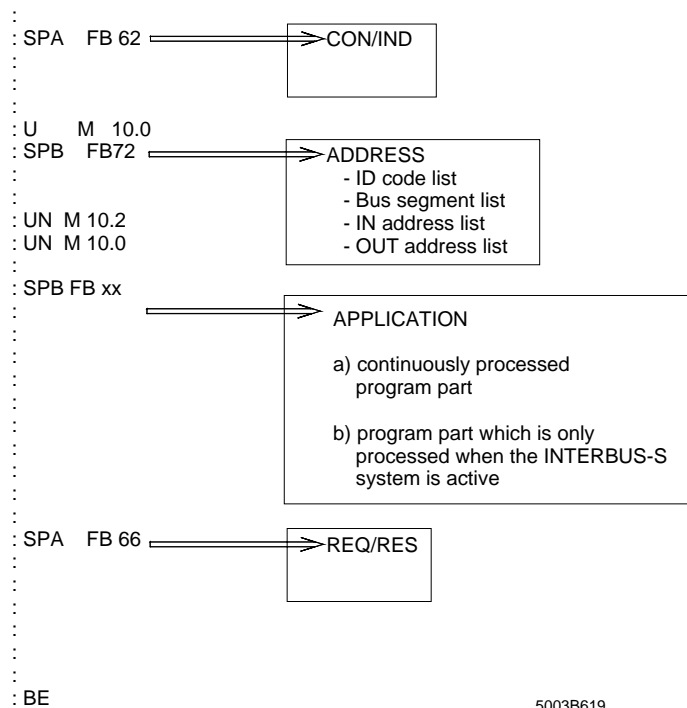 :
: SPA FB 62 CON/IND
:
:
:
: U M 10.0
: SPB FB72 ADDRESS
: - ID code list
: - Bus segment list
: UN M 10.2 - IN address list
: UN M 10.0 - OUT address list
:
: SPB FB xx
:
: APPLICATION
:
: a) continuously processed
: program part
:
: b) program part which is only
: processed when the INTERBUS-S
: system is active
:
:
: SPA FB 66 REQ/RES
:
:
:
:
:
:
: BE
5003B619